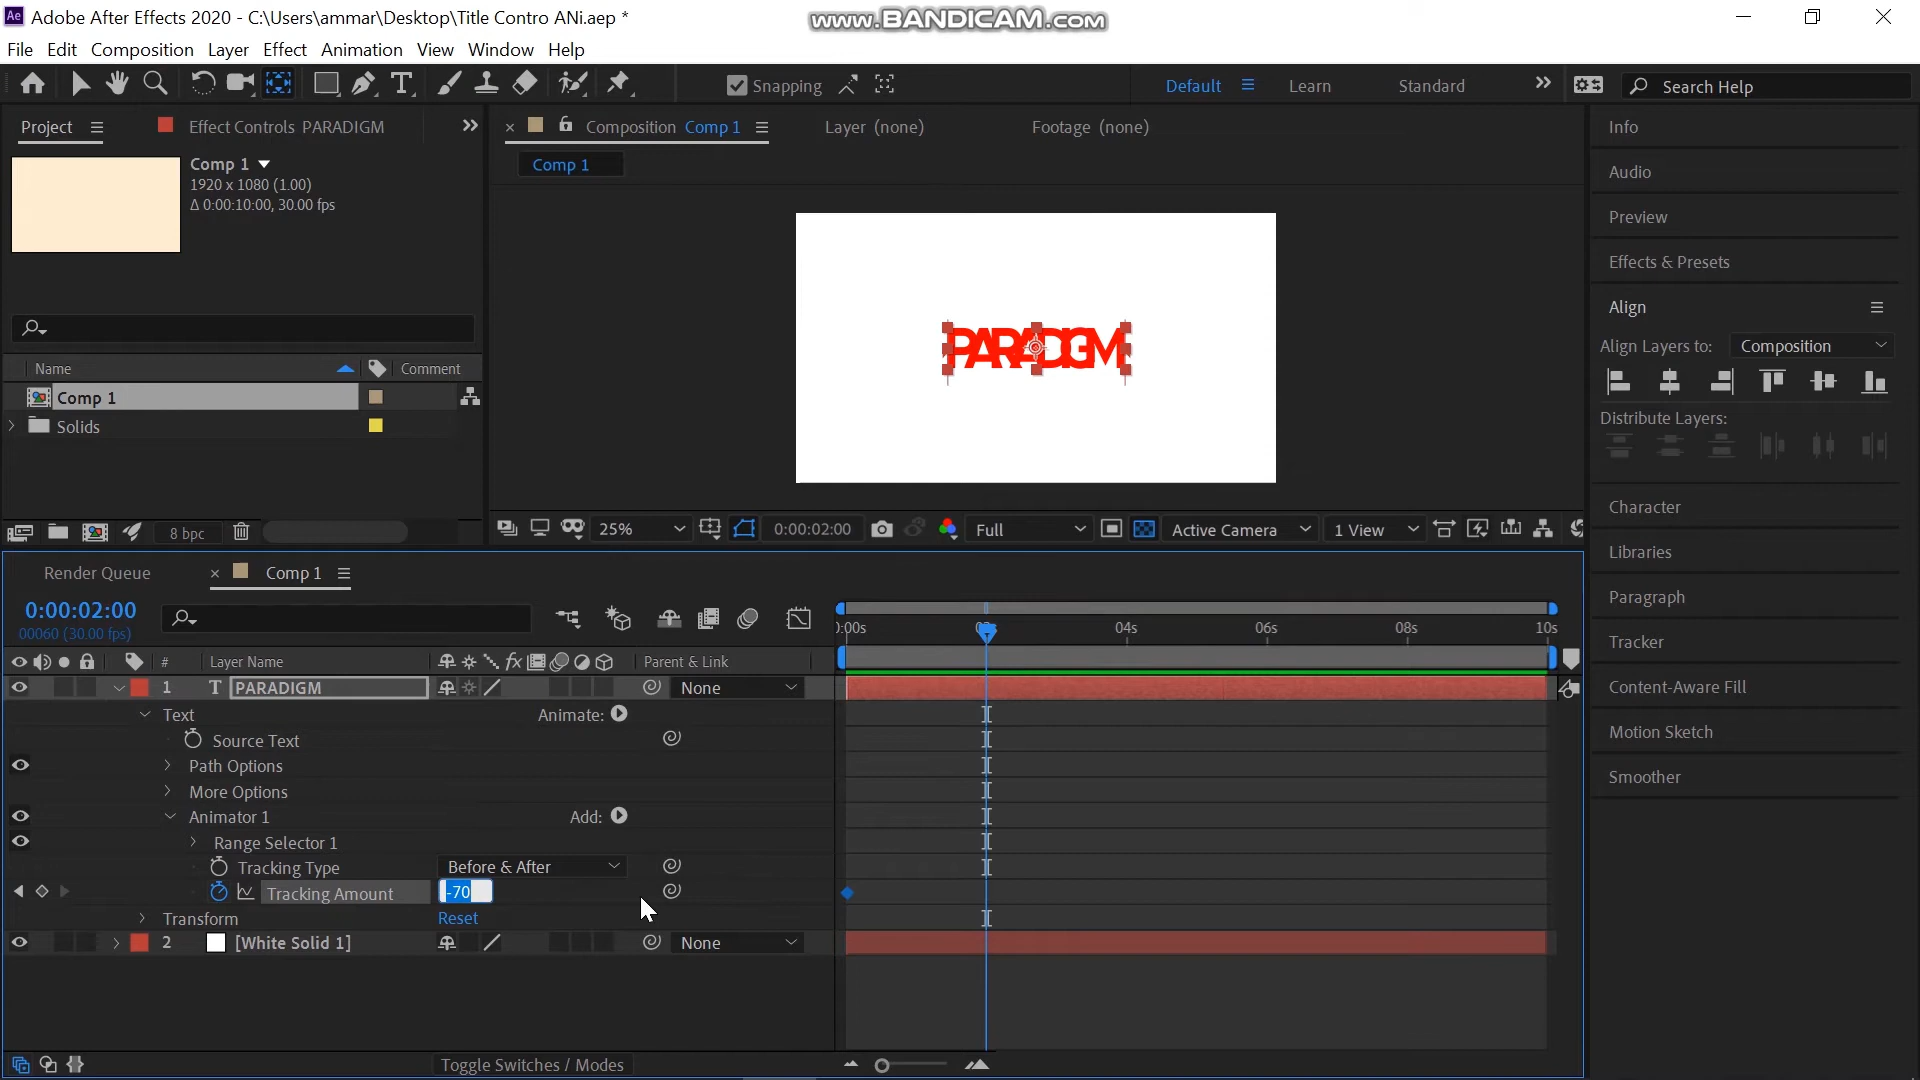 Adobe After Effects 2020 - C:\Users\ammar\Desktop\Title Contro ANi.aep *
www.BANDICAM.com
File Edit Composition Layer Effect Animation View Window Help
Snapping
Default
Learn
Standard
Search Help
Project
Effect Controls PARADIGM
Composition Comp 1
Layer (none)
Footage (none)
Comp 1
Comp 1
1920 x 1080 (1.00)
Δ 0:00:10:00, 30.00 fps
PARADIGM
Name
Comment
Comp 1
Solids
8 bpc
25%
0:00:02:00
Full
Active Camera
1 View
Info
Audio
Preview
Effects & Presets
Align
Align Layers to: Composition
Distribute Layers:
Character
Libraries
Paragraph
Tracker
Content-Aware Fill
Motion Sketch
Smoother
Render Queue
Comp 1
0:00:02:00
00060 (30.00 fps)
):00s
04s
06s
08s
10s
# Layer Name
Parent & Link
1 T PARADIGM
None
Text
Animate:
Source Text
Path Options
More Options
Animator 1
Add:
Range Selector 1
Tracking Type
Before & After
Tracking Amount
-70
Transform
Reset
2 [White Solid 1]
None
Toggle Switches / Modes